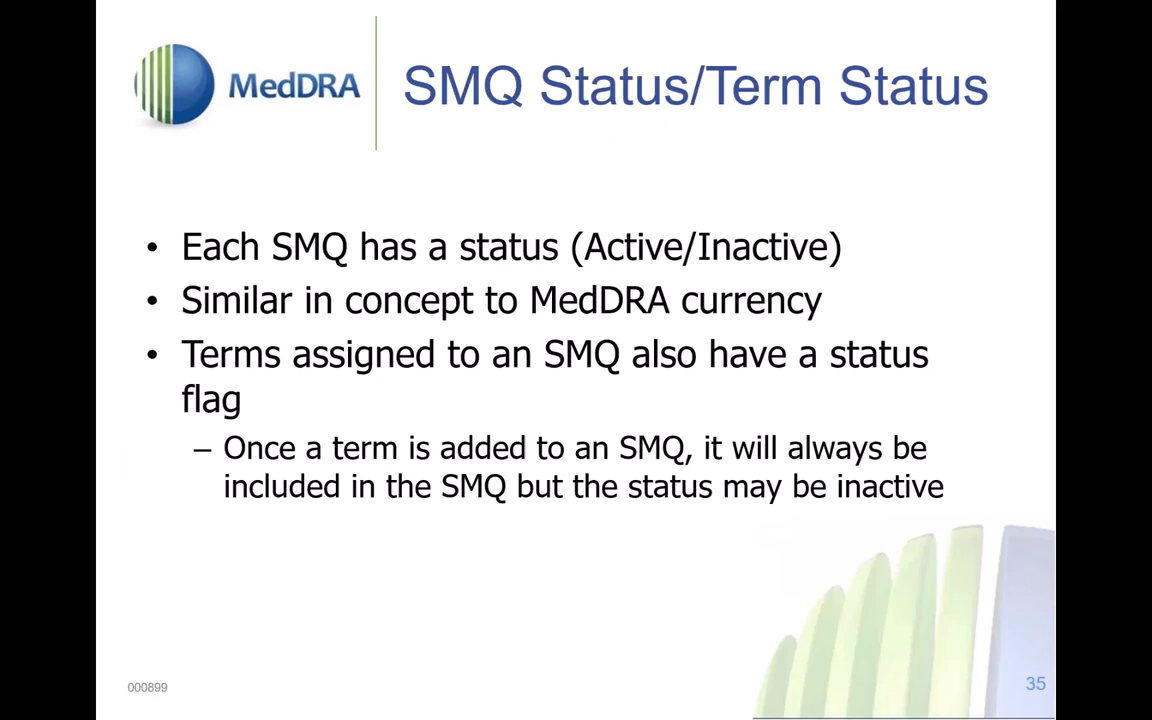 MedDRA
SMQ Status/Term Status
• Each SMQ has a status (Active/Inactive)
• Similar in concept to MedDRA currency
• Terms assigned to an SMQ also have a status
flag
– Once a term is added to an SMQ, it will always be
included in the SMQ but the status may be inactive
000899
35